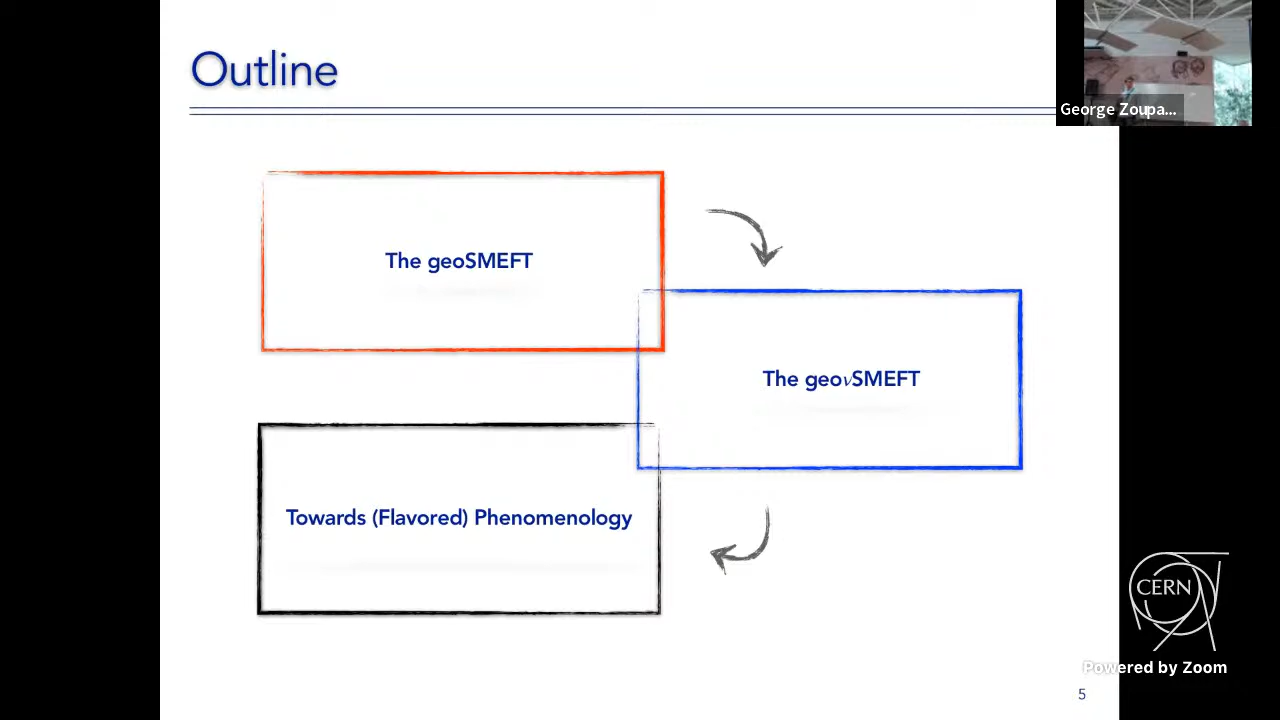 Outline
George Zoupa...
The geoSMEFT
The geoνSMEFT
Towards (Flavored) Phenomenology
CERN
Powered by Zoom
5